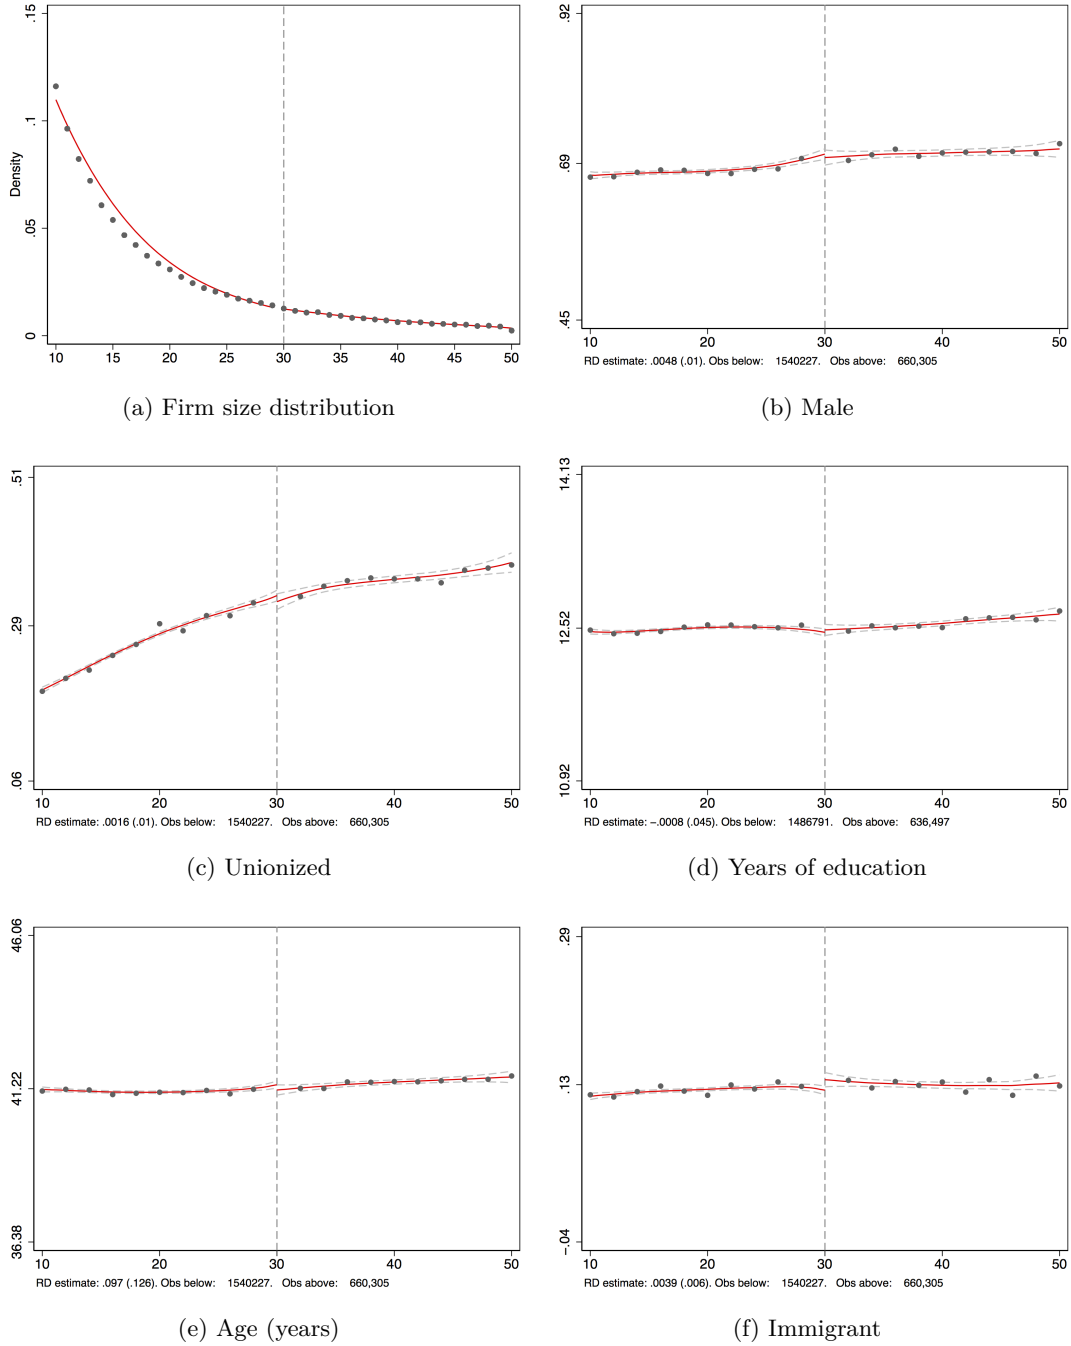 .15
.1
.05
0
Density
10 15 20 25 30 35 40 45 50
(a) Firm size distribution
.92
.69
.45
10 20 30 40 50
RD estimate: .0048 (.01). Obs below: 1540227. Obs above: 660,305
(b) Male
.51
.29
.06
10 20 30 40 50
RD estimate: .0016 (.01). Obs below: 1540227. Obs above: 660,305
(c) Unionized
14.13
12.52
10.92
10 20 30 40 50
RD estimate: −.0008 (.045). Obs below: 1486791. Obs above: 636,497
(d) Years of education
46.06
41.22
36.38
10 20 30 40 50
RD estimate: .097 (.126). Obs below: 1540227. Obs above: 660,305
(e) Age (years)
.29
.13
−.04
10 20 30 40 50
RD estimate: .0039 (.006). Obs below: 1540227. Obs above: 660,305
(f) Immigrant